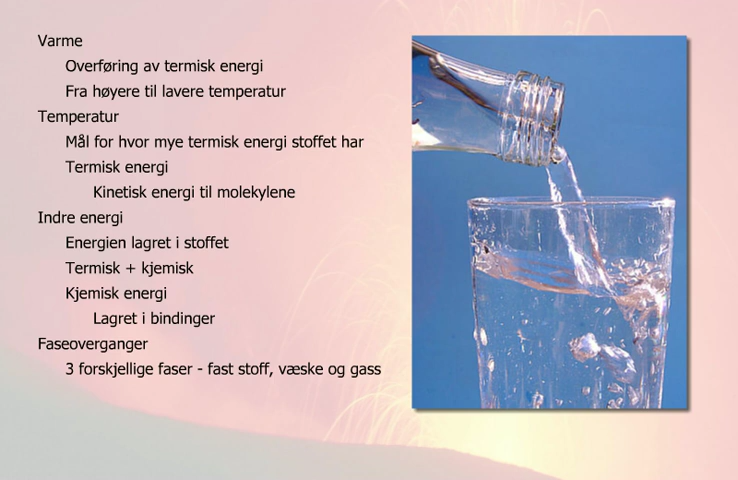 Varme
Overføring av termisk energi
Fra høyere til lavere temperatur
Temperatur
Mål for hvor mye termisk energi stoffet har
Termisk energi
Kinetisk energi til molekylene
Indre energi
Energien lagret i stoffet
Termisk + kjemisk
Kjemisk energi
Lagret i bindinger
Faseoverganger
3 forskjellige faser - fast stoff, væske og gass